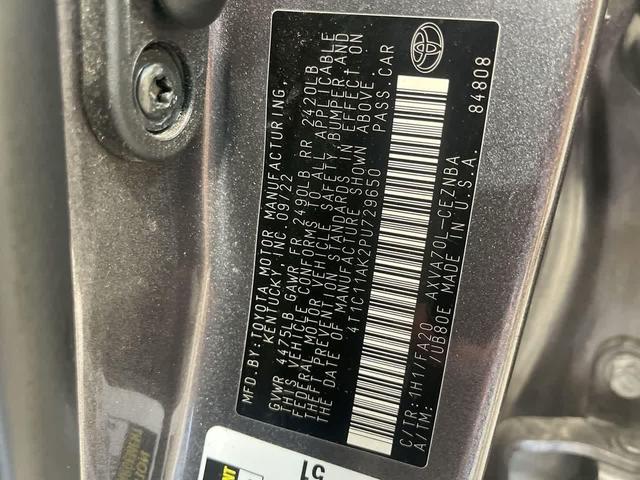 MFD.BY:TOYOTA MOTOR MANUFACTURING,
KENTUCKY, INC. 09/22
GVWR 4475LB GAWR FR 2490LB RR 2420LB
THIS VEHICLE CONFORMS TO ALL APPLICABLE
FEDERAL MOTOR VEHICLE SAFETY,BUMPER,AND
THEFT PREVENTION STANDARDS IN EFFECT ON
THE DATE OF MANUFACTURE SHOWN ABOVE.
4T1C11AK2PU729650 PASS.CAR
C/TR:1H17/FA20 AXVA70L-CEZNBA
A/TM: /UB80E MADE IN U.S.A.
84808
51